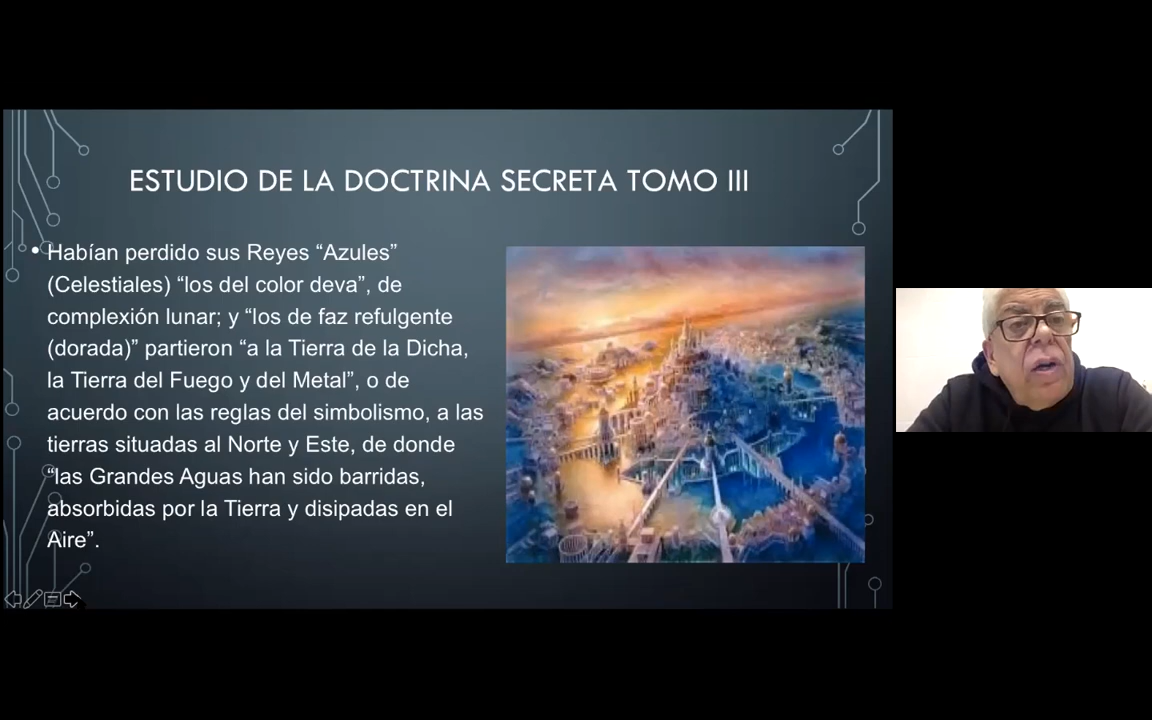 ESTUDIO DE LA DOCTRINA SECRETA TOMO III
• Habían perdido sus Reyes “Azules”
(Celestiales) “los del color deva”, de
complexión lunar; y “los de faz refulgente
(dorada)” partieron “a la Tierra de la Dicha,
la Tierra del Fuego y del Metal”, o de
acuerdo con las reglas del simbolismo, a las
tierras situadas al Norte y Este, de donde
“las Grandes Aguas han sido barridas,
absorbidas por la Tierra y disipadas en el
Aire”.